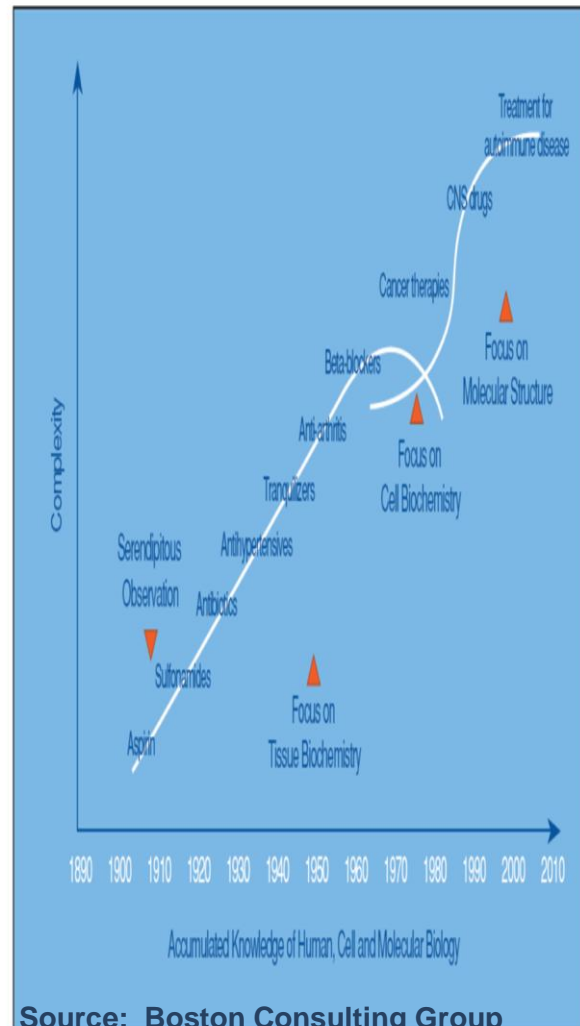 Treatment for
autoimmune disease
CNS drugs
Cancer therapies
Focus on
Molecular Structure
Beta-blockers
Anti-arthritis
Focus on
Cell Biochemistry
Tranquilizers
Antihypertensives
Serendipitous
Observation
Antibiotics
Sulfonamides
Focus on
Tissue Biochemistry
Aspirin
Complexity
1890 1900 1910 1920 1930 1940 1950 1960 1970 1980 1990 2000 2010
Accumulated Knowledge of Human, Cell and Molecular Biology
Source: Boston Consulting Group